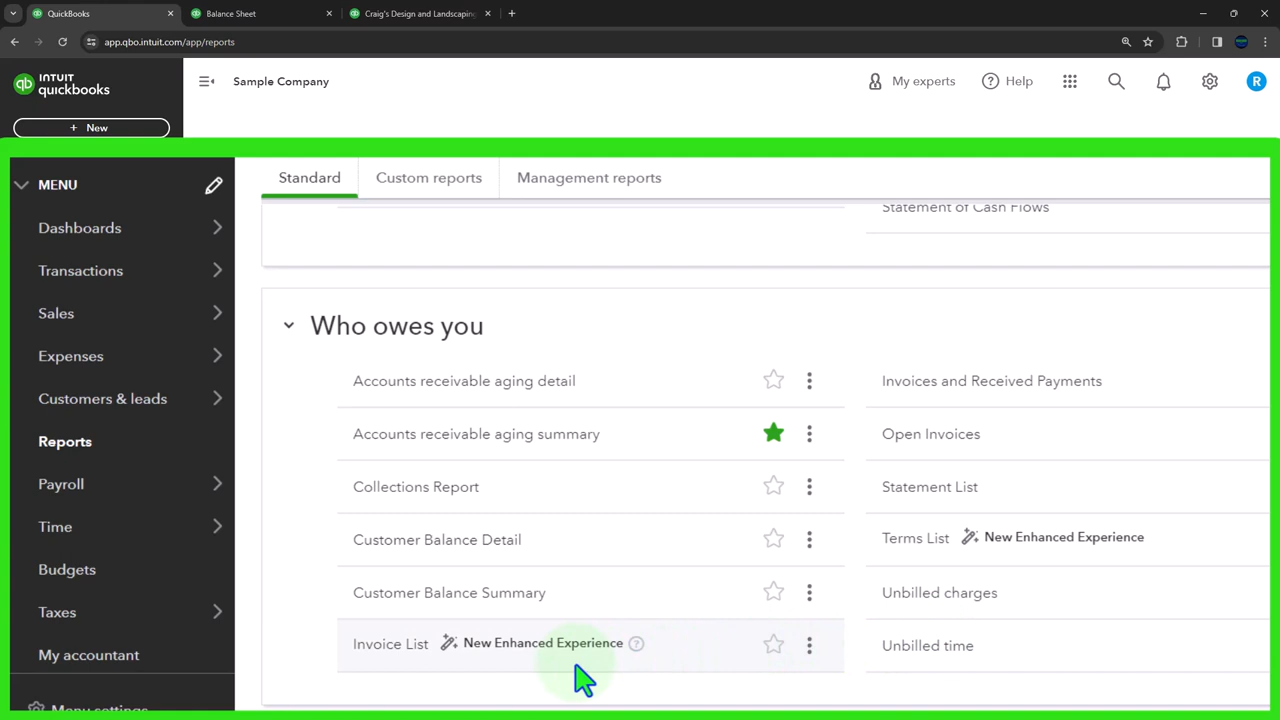 QuickBooks
Balance Sheet
Craig's Design and Landscaping
app.qbo.intuit.com/app/reports
INTUIT
quickbooks
Sample Company
My experts
Help
R
+ New
MENU
Standard
Custom reports
Management reports
Dashboards
Statement of Cash Flows
Transactions
Sales
Who owes you
Expenses
Accounts receivable aging detail
Invoices and Received Payments
Customers & leads
Accounts receivable aging summary
Open Invoices
Reports
Payroll
Collections Report
Statement List
Time
Customer Balance Detail
Terms List New Enhanced Experience
Budgets
Customer Balance Summary
Unbilled charges
Taxes
Invoice List New Enhanced Experience
Unbilled time
My accountant
Menu settings